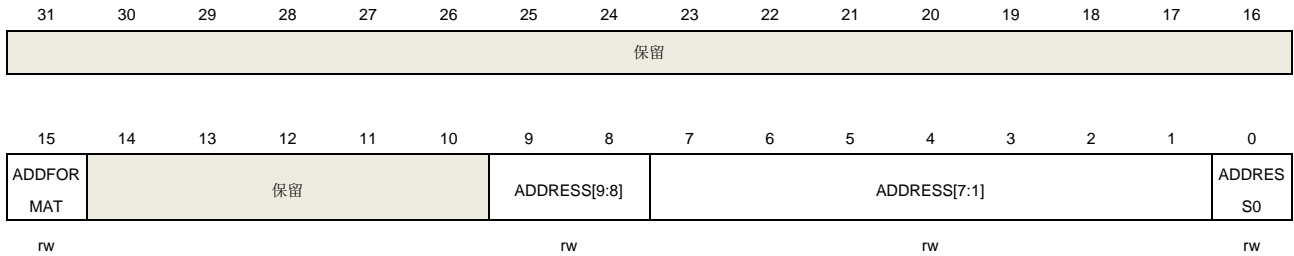 31 30 29 28 27 26 25 24 23 22 21 20 19 18 17 16
保留
15 14 13 12 11 10 9 8 7 6 5 4 3 2 1 0
ADDFOR
MAT
保留
ADDRESS[9:8]
ADDRESS[7:1]
ADDRES
S0
rw rw rw rw